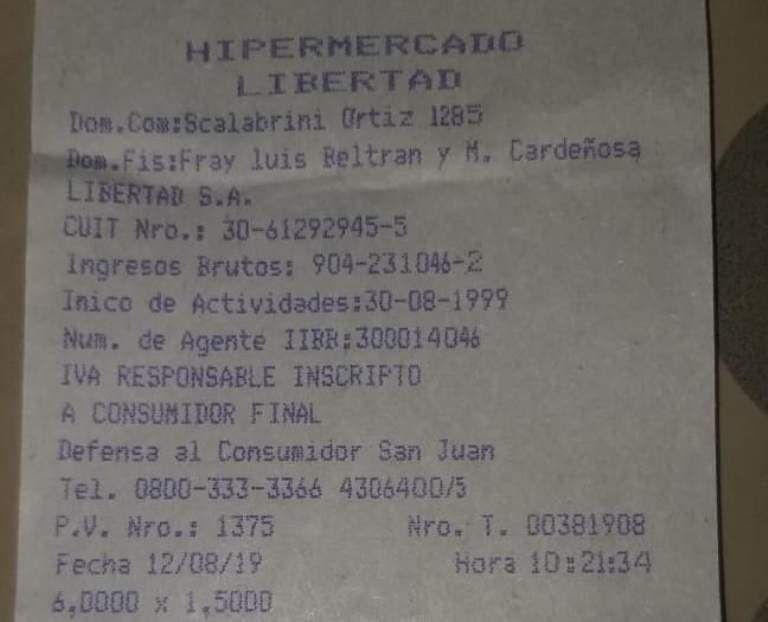 HIPERMERCADO
LIBERTAD
Dom.Com:Scalabrini Ortiz 1285
Dom.Fis:Fray luis Beltran y M. Cardeñosa
LIBERTAD S.A.
CUIT Nro.: 30-61292945-5
Ingresos Brutos: 904-231046-2
Inico de Actividades:30-08-1999
Num. de Agente IIBB:300014046
IVA RESPONSABLE INSCRIPTO
A CONSUMIDOR FINAL
Defensa al Consumidor San Juan
Tel. 0800-333-3366 4306400/5
P.V. Nro.: 1375 Nro. T. 00381908
Fecha 12/08/19 Hora 10:21:34
6,0000 x 1,5000